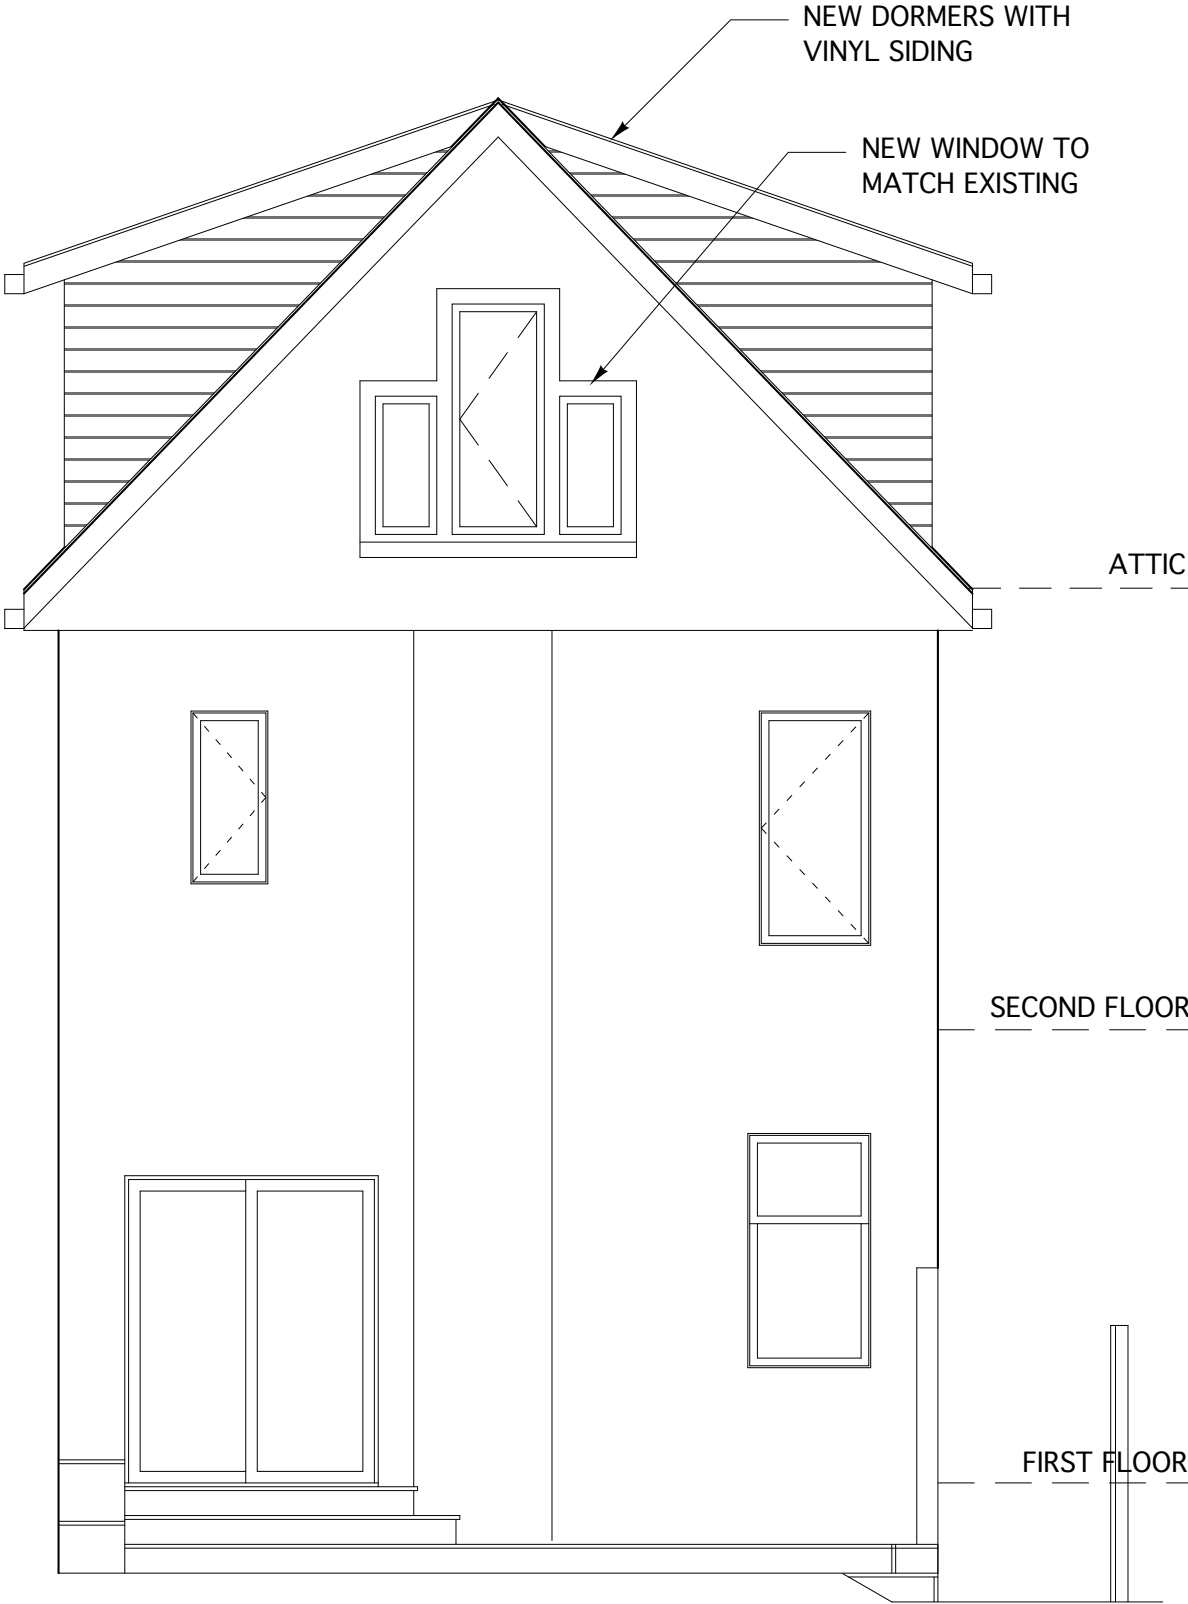 NEW DORMERS WITH
VINYL SIDING
NEW WINDOW TO
MATCH EXISTING
ATTIC
SECOND FLOOR
FIRST FLOOR